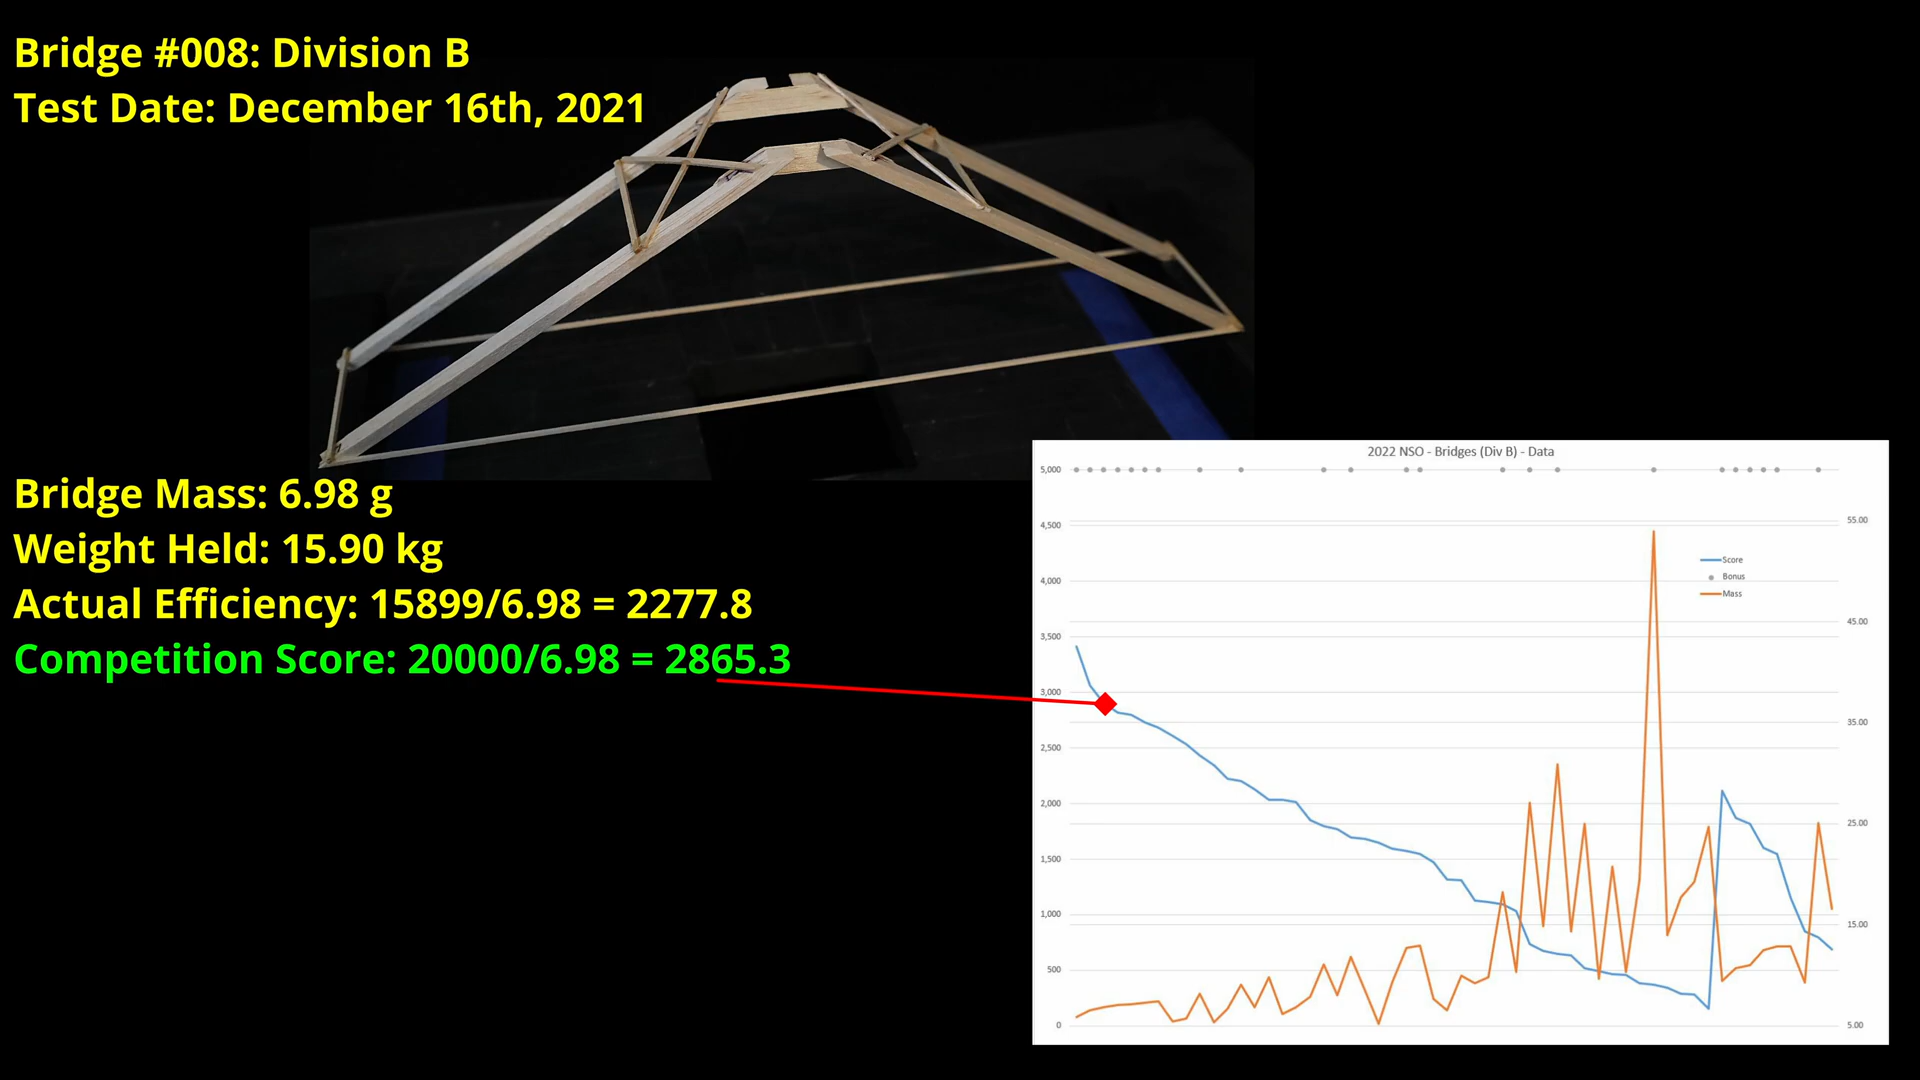 Bridge #008: Division B
Test Date: December 16th, 2021
Bridge Mass: 6.98 g
Weight Held: 15.90 kg
Actual Efficiency: 15899/6.98 = 2277.8
Competition Score: 20000/6.98 = 2865.3
2022 NSO - Bridges (Div B) - Data
5,000
4,500
4,000
3,500
3,000
2,500
2,000
1,500
1,000
500
0
55.00
45.00
35.00
25.00
15.00
5.00
Score
Bonus
Mass